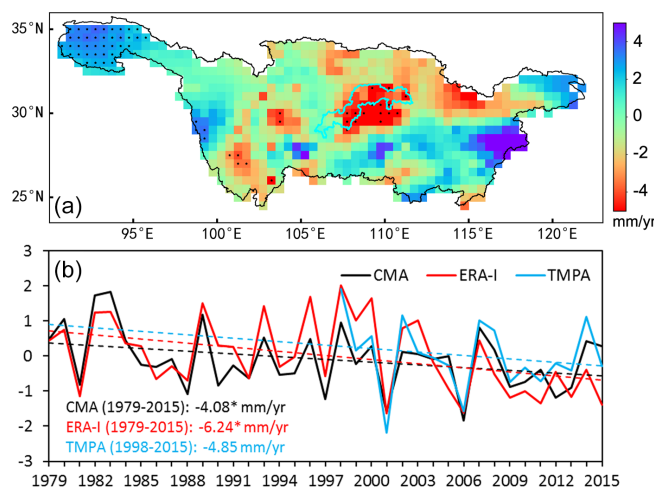 35°N
30°N
25°N
(a)
95°E 100°E 105°E 110°E 115°E 120°E
4
2
0
-2
-4
mm/yr
(b)
CMA ERA-I TMPA
3
2
1
0
-1
-2
-3
CMA (1979-2015): -4.08* mm/yr
ERA-I (1979-2015): -6.24* mm/yr
TMPA (1998-2015): -4.85 mm/yr
1979 1982 1985 1988 1991 1994 1997 2000 2003 2006 2009 2012 2015